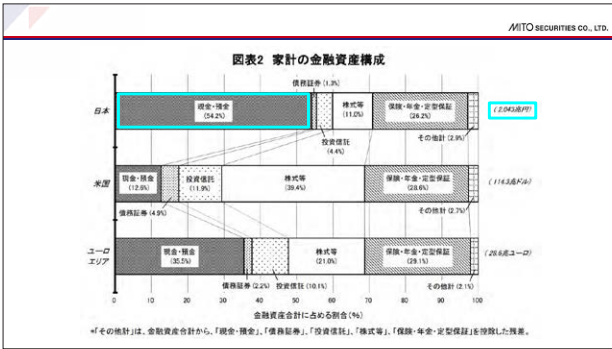 MITO SECURITIES CO., LTD.
図表2 家計の金融資産構成
債務証券(1.3%)
日本
現金・預金
(54.2%)
株式等
(11.0%)
保険・年金・定型保証
(26.2%)
(2,043兆円)
投資信託
(4.4%)
その他計(2.9%)
米国
現金・預金
(12.6%)
投資信託
(11.9%)
株式等
(39.4%)
保険・年金・定型保証
(28.6%)
(114.3兆ドル)
債務証券(4.9%)
その他計(2.7%)
ユーロ
エリア
現金・預金
(35.5%)
株式等
(21.0%)
保険・年金・定型保証
(29.1%)
(28.6兆ユーロ)
債務証券(2.2%)
投資信託(10.1%)
その他計(2.1%)
0 10 20 30 40 50 60 70 80 90 100
金融資産合計に占める割合(%)
*「その他計」は、金融資産合計から、「現金・預金」、「債務証券」、「投資信託」、「株式等」、「保険・年金・定型保証」を控除した残差。